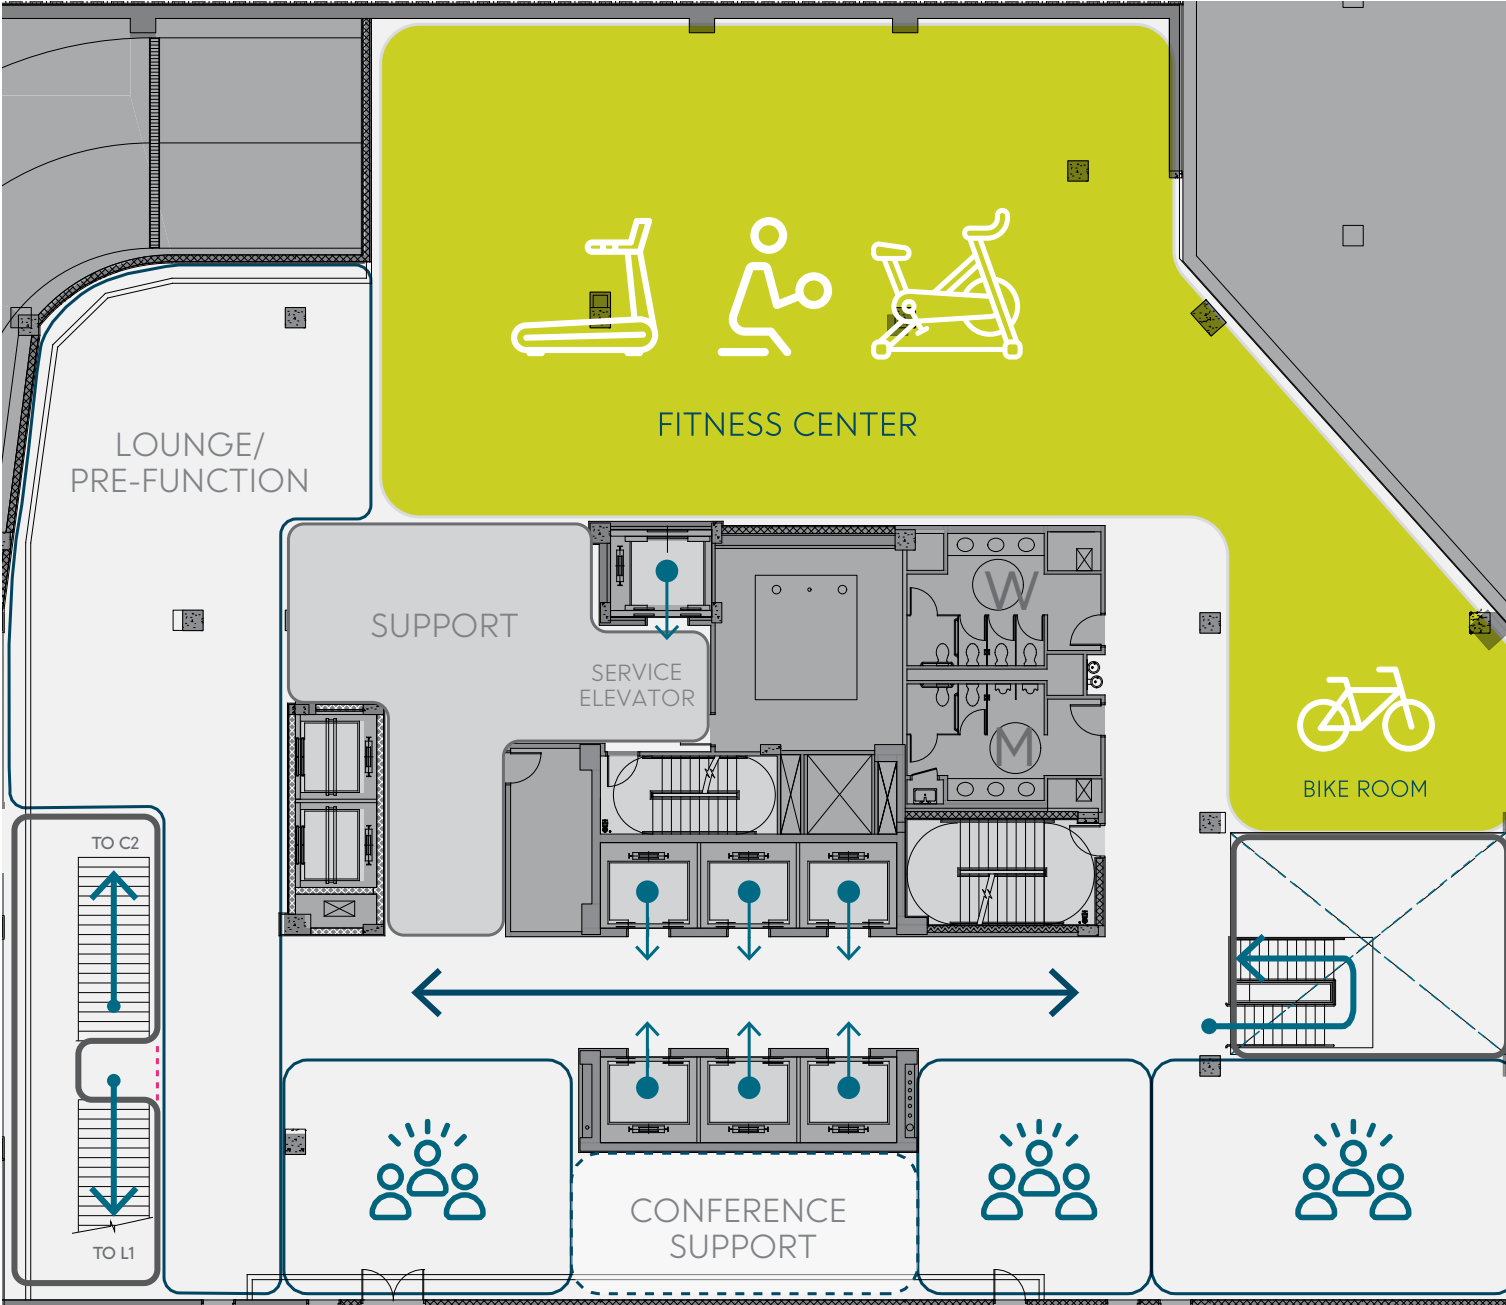 FITNESS CENTER
LOUNGE/
PRE-FUNCTION
W
SUPPORT
SERVICE
ELEVATOR
M
BIKE ROOM
TO C2
CONFERENCE
SUPPORT
TO L1